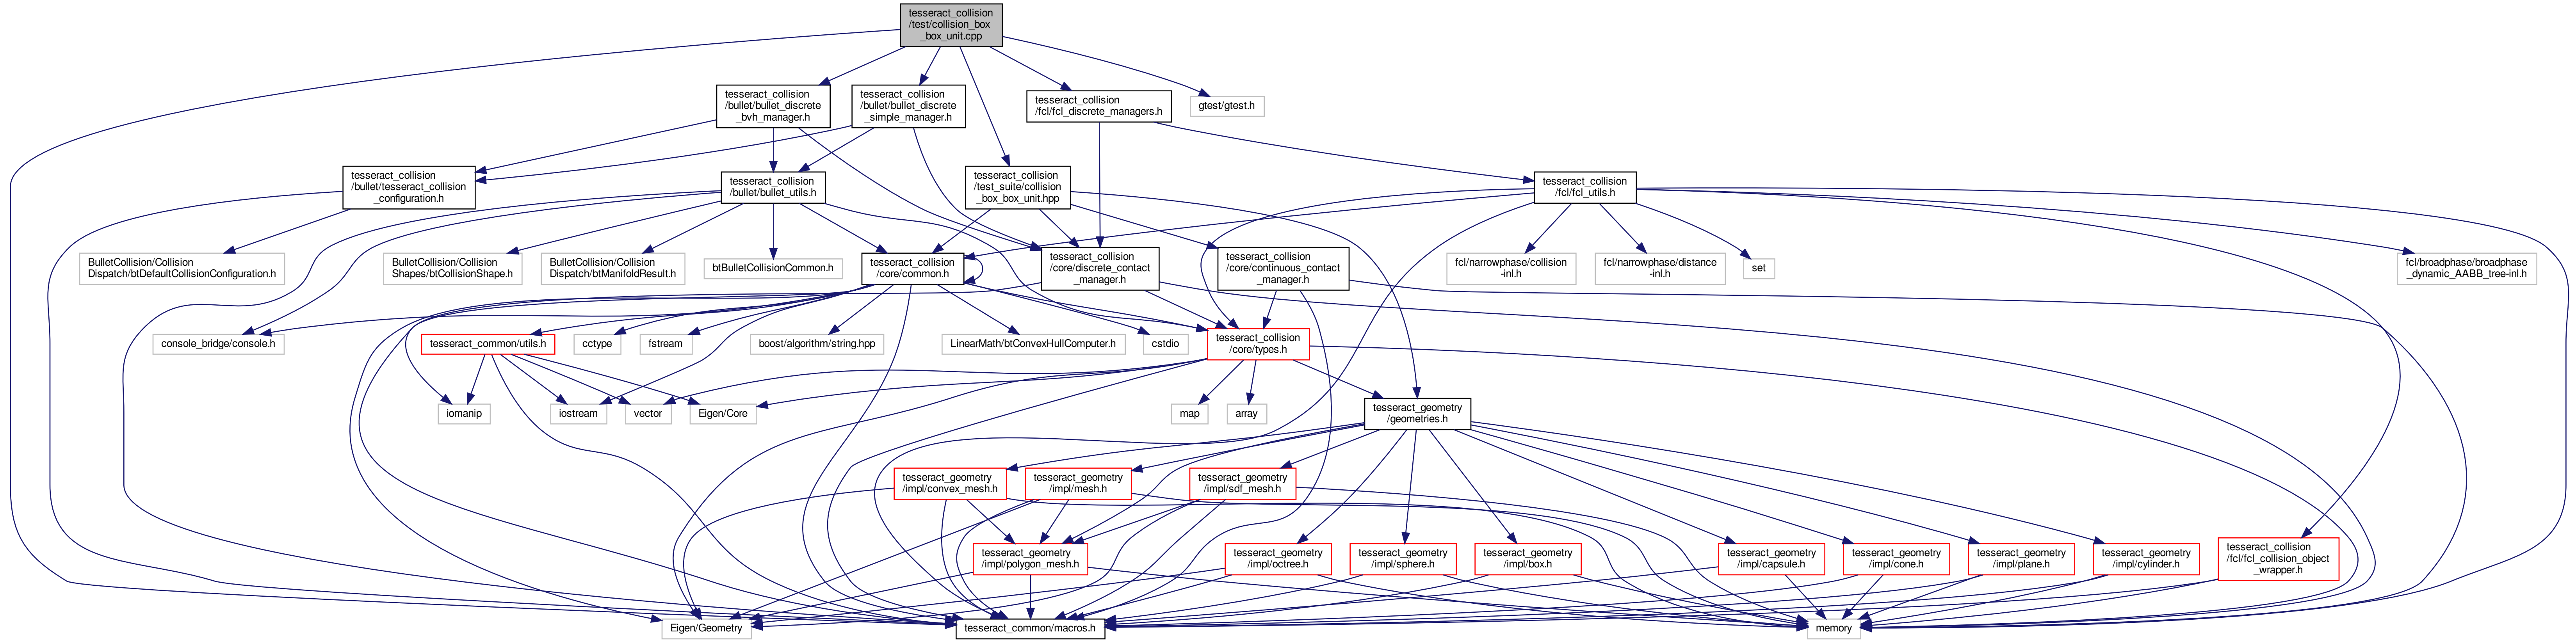 tesseract_collision
/test/collision_box
_box_unit.cpp
tesseract_collision
/bullet/bullet_discrete
_bvh_manager.h
tesseract_collision
/bullet/bullet_discrete
_simple_manager.h
tesseract_collision
/fcl/fcl_discrete_managers.h
gtest/gtest.h
tesseract_collision
/bullet/tesseract_collision
_configuration.h
tesseract_collision
/bullet/bullet_utils.h
tesseract_collision
/test_suite/collision
_box_box_unit.hpp
tesseract_collision
/fcl/fcl_utils.h
BulletCollision/Collision
Dispatch/btDefaultCollisionConfiguration.h
BulletCollision/Collision
Shapes/btCollisionShape.h
BulletCollision/Collision
Dispatch/btManifoldResult.h
btBulletCollisionCommon.h
tesseract_collision
/core/common.h
tesseract_collision
/core/discrete_contact
_manager.h
tesseract_collision
/core/continuous_contact
_manager.h
fcl/narrowphase/collision
-inl.h
fcl/narrowphase/distance
-inl.h
set
fcl/broadphase/broadphase
_dynamic_AABB_tree-inl.h
console_bridge/console.h
tesseract_common/utils.h
cctype
fstream
boost/algorithm/string.hpp
LinearMath/btConvexHullComputer.h
cstdio
tesseract_collision
/core/types.h
iomanip
iostream
vector
Eigen/Core
map
array
tesseract_geometry
/geometries.h
tesseract_geometry
/impl/convex_mesh.h
tesseract_geometry
/impl/mesh.h
tesseract_geometry
/impl/sdf_mesh.h
tesseract_geometry
/impl/polygon_mesh.h
tesseract_geometry
/impl/octree.h
tesseract_geometry
/impl/sphere.h
tesseract_geometry
/impl/box.h
tesseract_geometry
/impl/capsule.h
tesseract_geometry
/impl/cone.h
tesseract_geometry
/impl/plane.h
tesseract_geometry
/impl/cylinder.h
tesseract_collision
/fcl/fcl_collision_object
_wrapper.h
Eigen/Geometry
tesseract_common/macros.h
memory